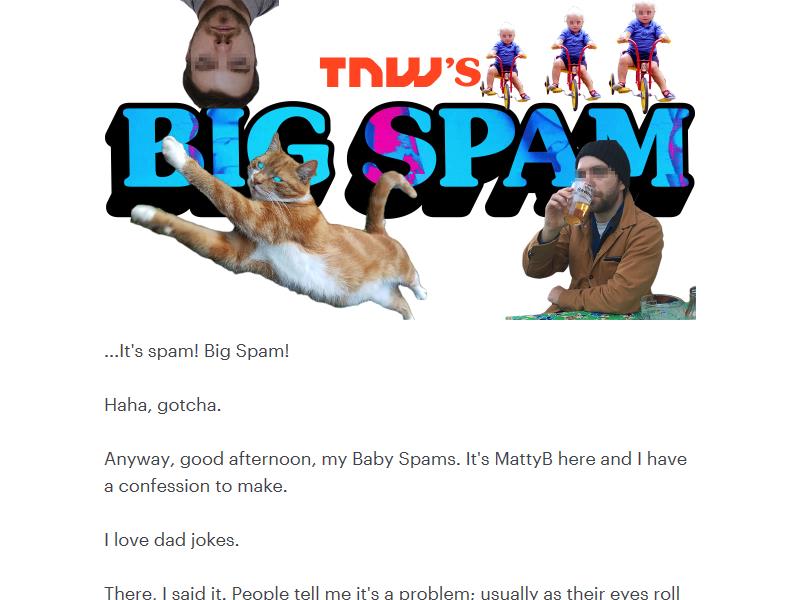 TNW's
BIG SPAM
...It's spam! Big Spam!
Haha, gotcha.
Anyway, good afternoon, my Baby Spams. It's MattyB here and I have
a confession to make.
I love dad jokes.
There, I said it. People tell me it's a problem; usually as their eyes roll